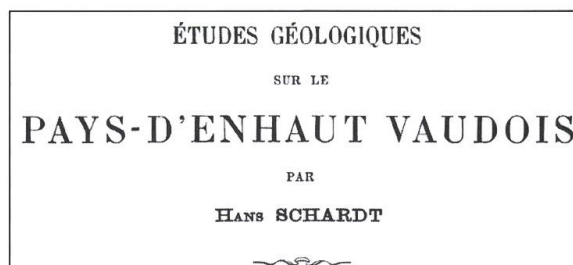 ÉTUDES GÉOLOGIQUES
SUR LE
PAYS-D'ENHAUT VAUDOIS
PAR
HANS SCHARDT